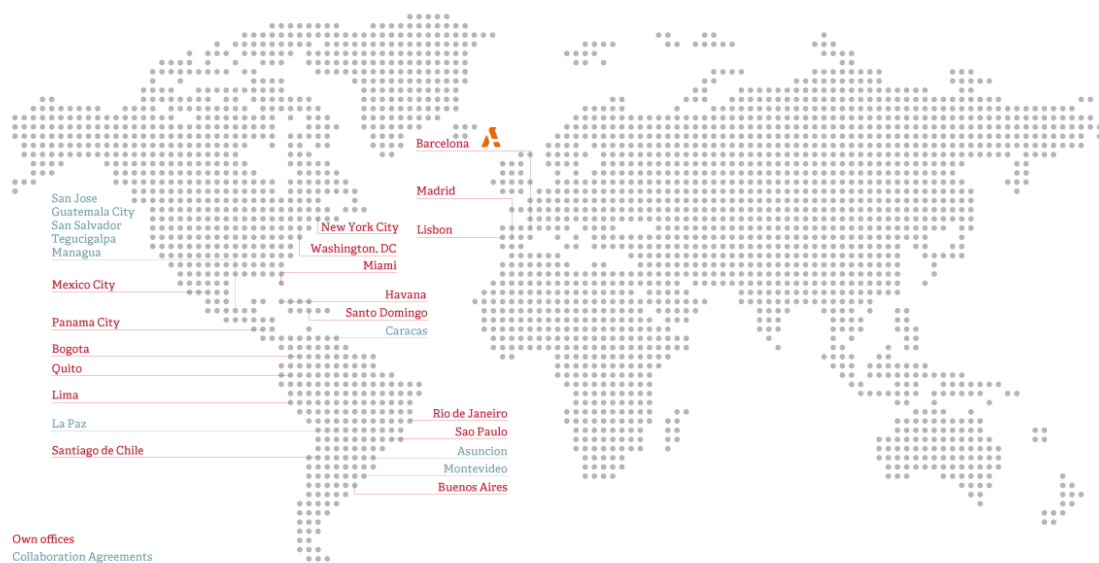 Barcelona
Madrid
Lisbon
San Jose
Guatemala City
San Salvador
Tegucigalpa
Managua
Mexico City
Panama City
Bogota
Quito
Lima
La Paz
Santiago de Chile
New York City
Washington, DC
Miami
Havana
Santo Domingo
Caracas
Rio de Janeiro
Sao Paulo
Asuncion
Montevideo
Buenos Aires
Own offices
Collaboration Agreements